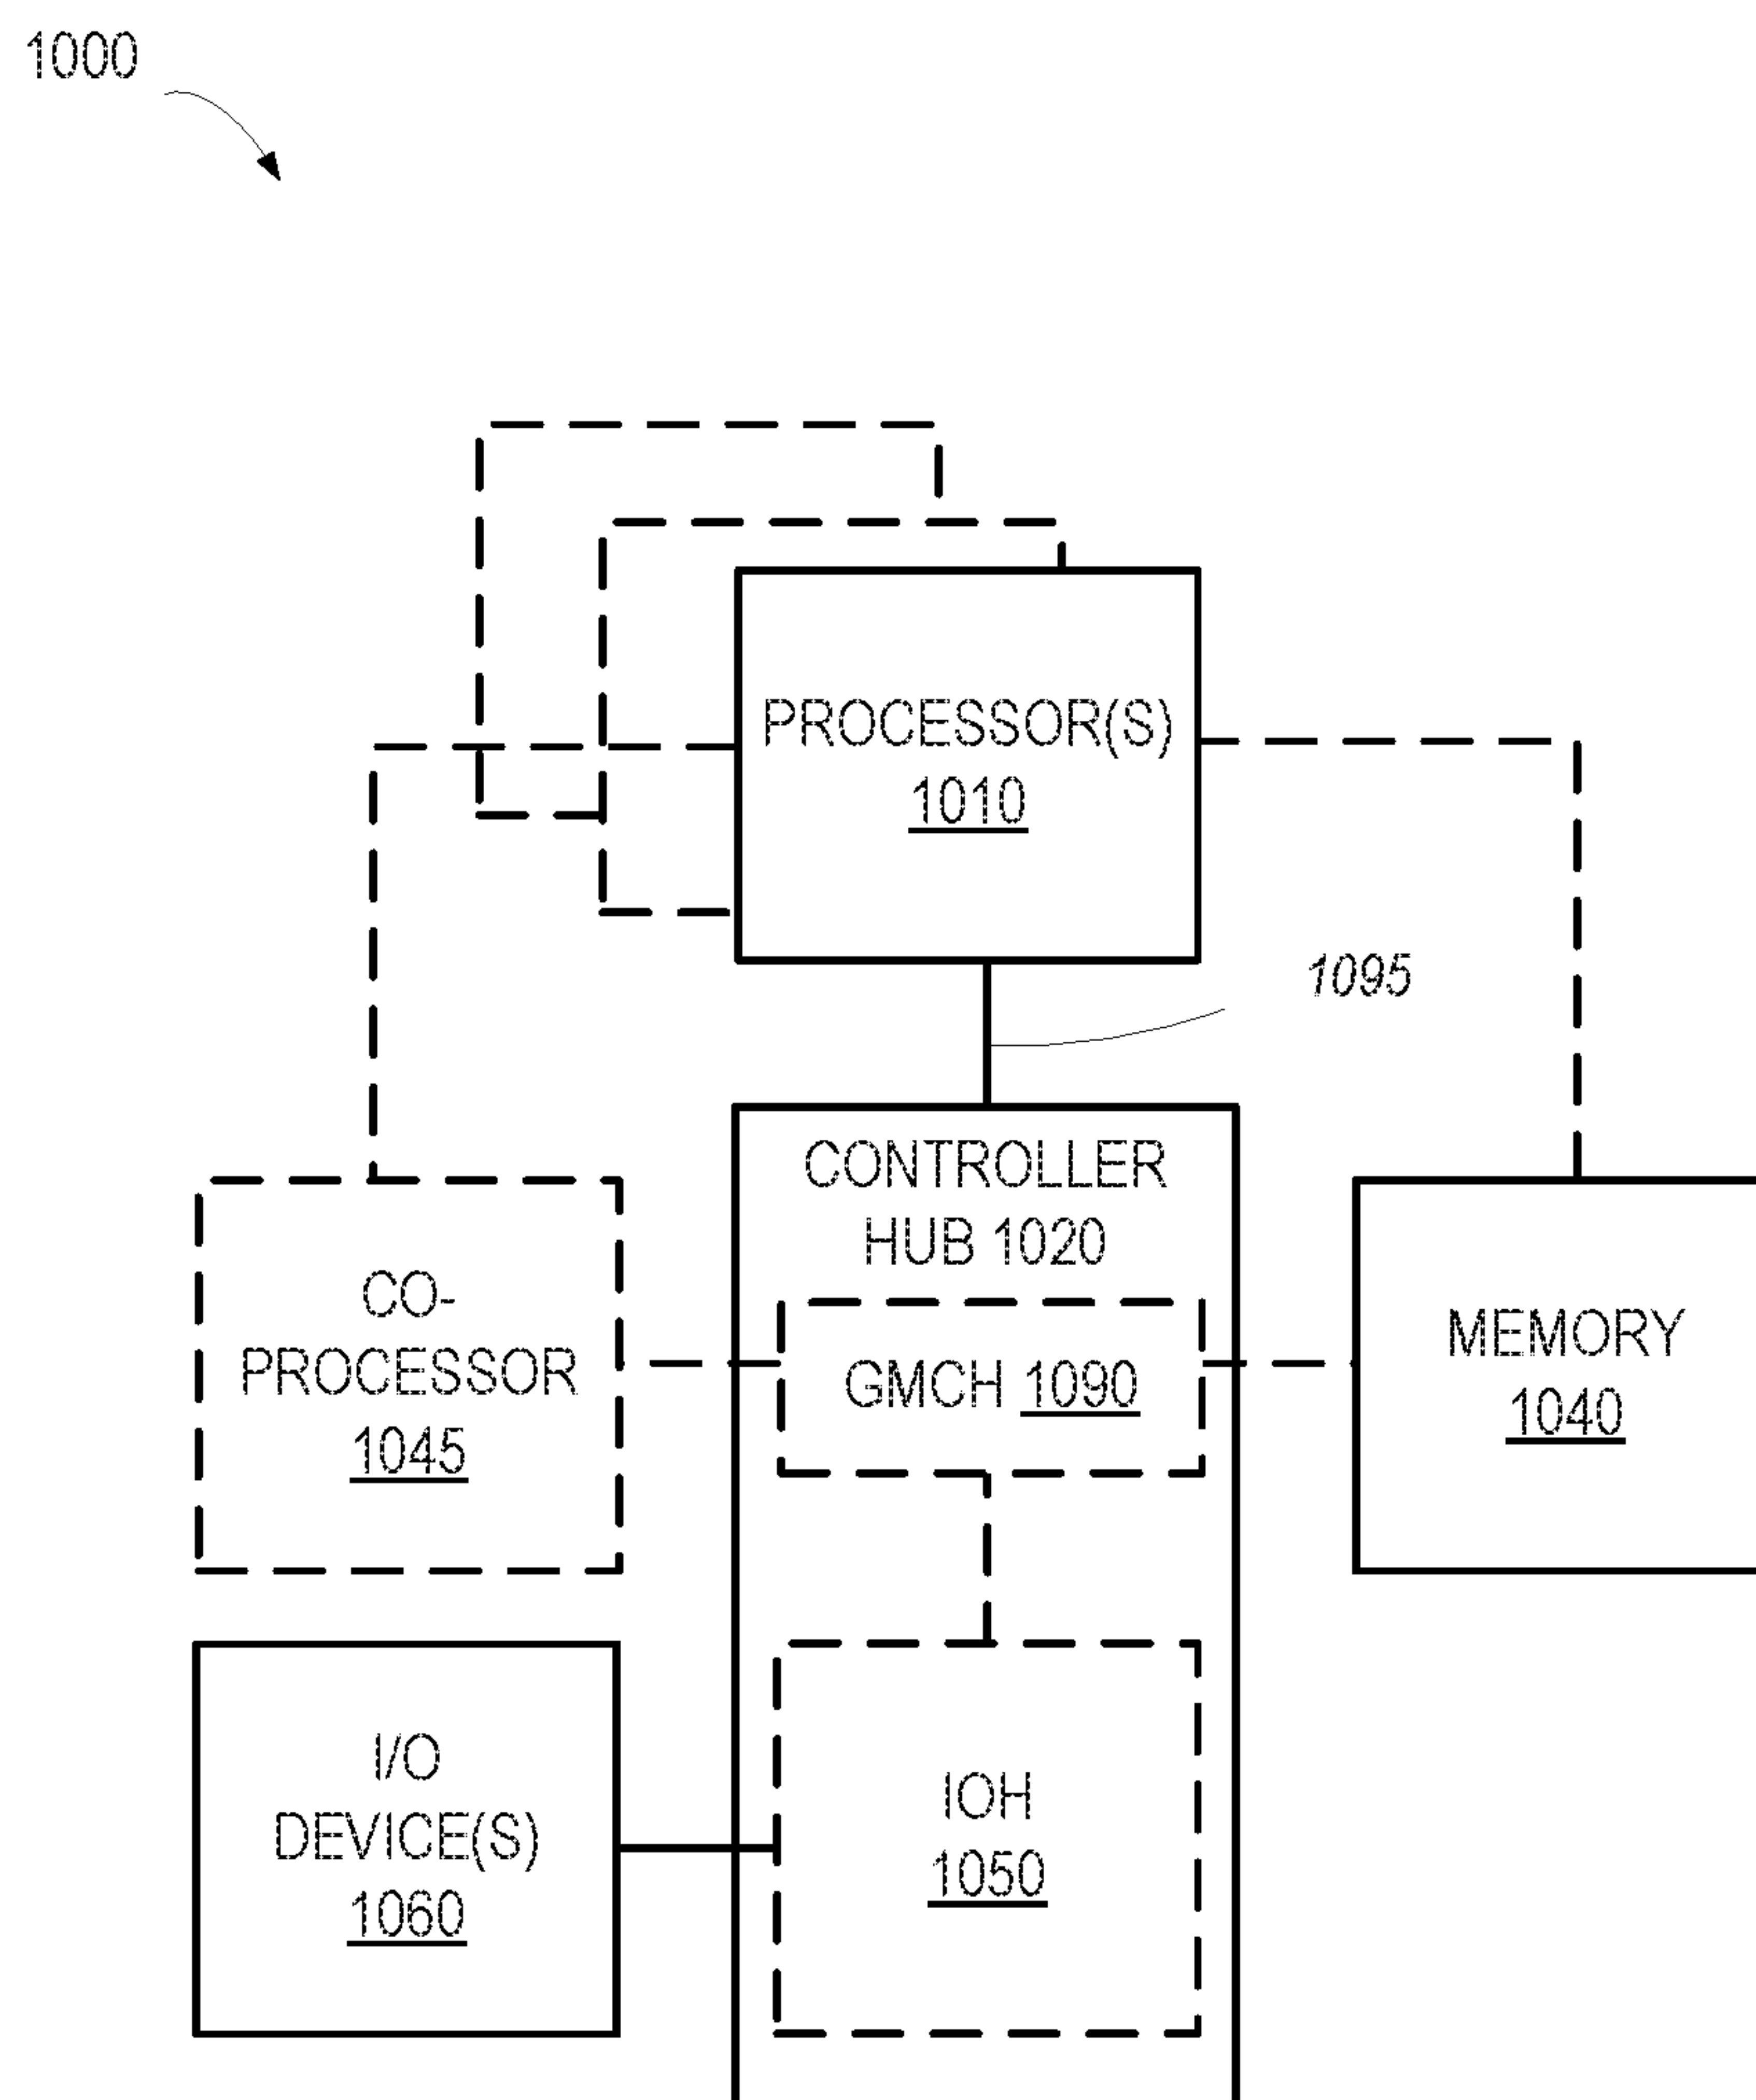 1000
PROCESSOR(S)
1010
1095
CONTROLLER
HUB 1020
CO-
PROCESSOR
1045
GMCH 1090
MEMORY
1040
I/O
DEVICE(S)
1060
IOH
1050